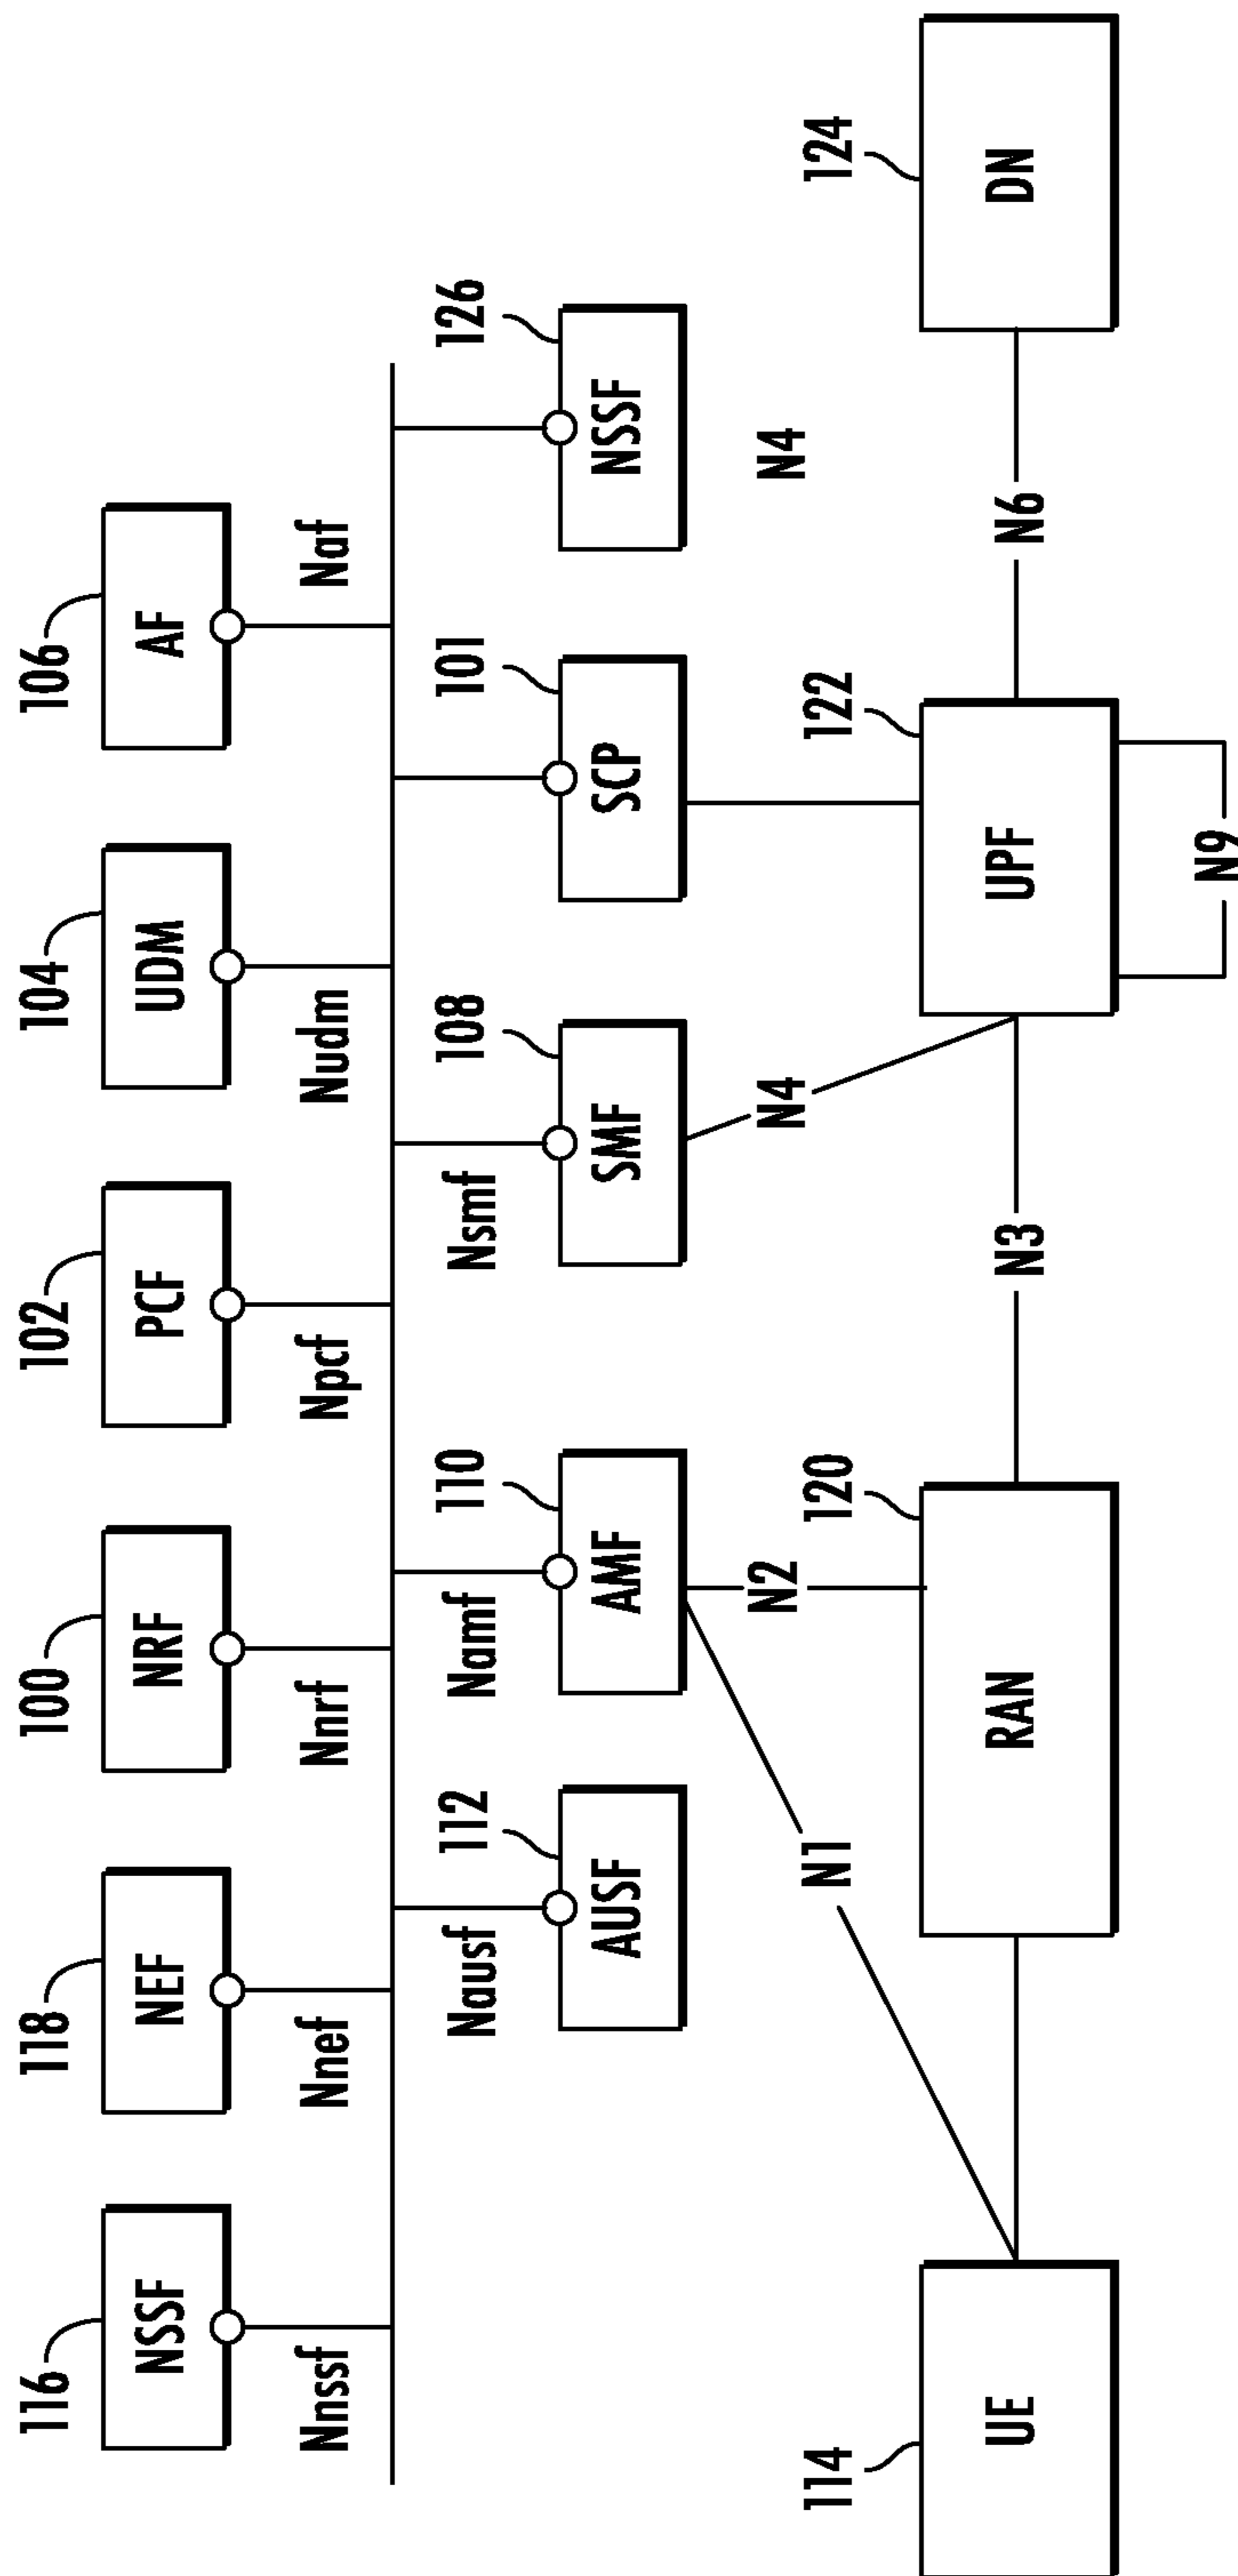 116 118 100 102 104 106
NSSF NEF NRF PCF UDM AF
Nnssf Nnef Nnrf Npcf Nudm Naf
Nausf 112 Namf 110 Nsmf 108 101 126
AUSF AMF SMF SCP NSSF
N2 N4 N4
114 N1 120 122 124
UE RAN N3 UPF N6 DN
N9